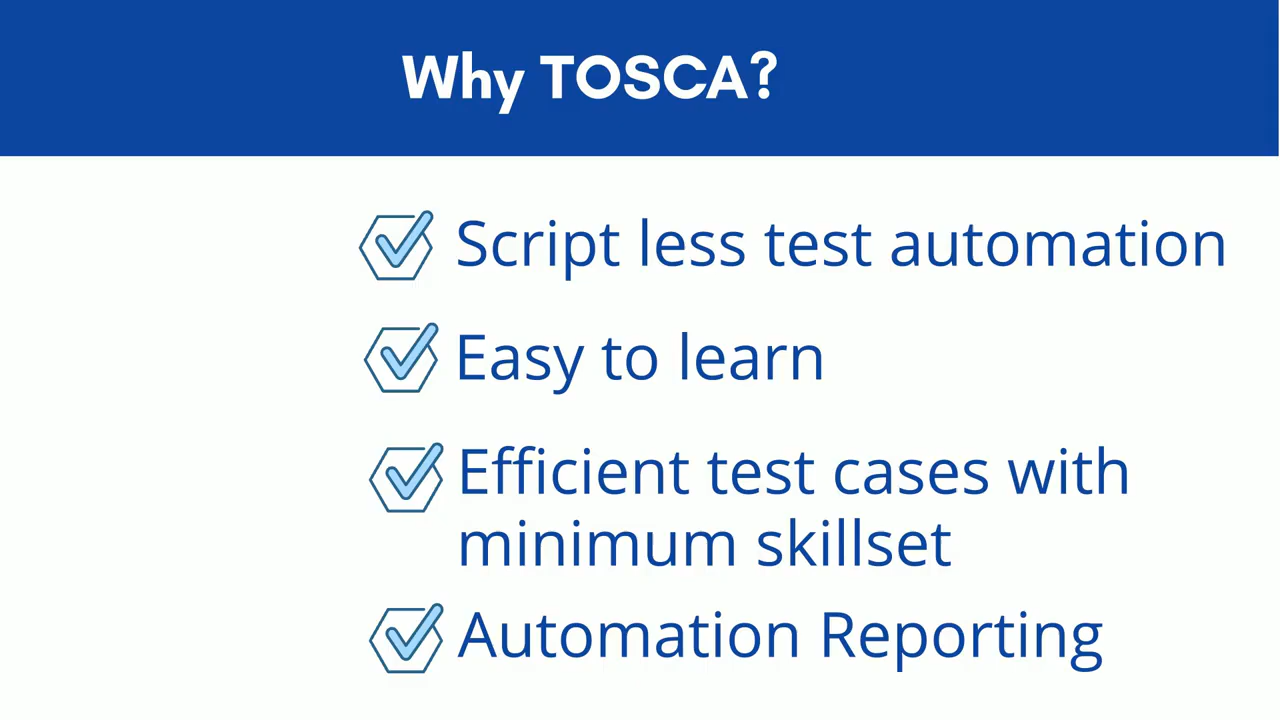 Why TOSCA?
Script less test automation
Easy to learn
Efficient test cases with
minimum skillset
Automation Reporting